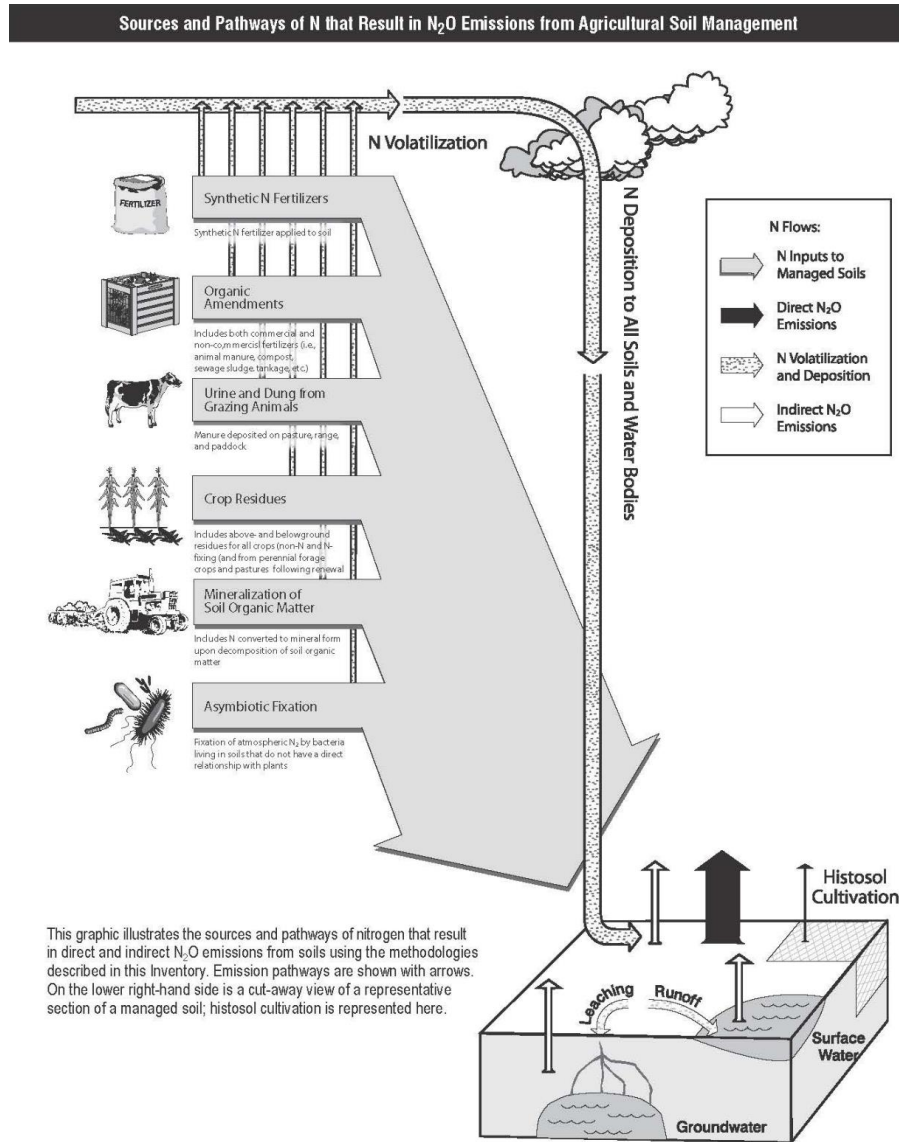 Sources and Pathways of N that Result in N₂O Emissions from Agricultural Soil Management
N Volatilization
FERTILIZER
Synthetic N Fertilizers
Synthetic N fertilizer applied to soil
Organic
Amendments
Includes both commercial and
non-co,mmercisl fertilizers (i.e.,
animal manure, compost,
sewage sludge, tankage, etc.)
Urine and Dung from
Grazing Animals
Manure deposited on pasture, range,
and paddock
Crop Residues
Includes above- and belowground
residues for all crops (non-N and N-
fixing (and from perennial forage
crops and pastures following renewal
Mineralization of
Soil Organic Matter
Includes N converted to mineral form
upon decomposition of soil organic
matter
Asymbiotic Fixation
Fixation of atmospheric N₂ by bacteria
living in soils that do not have a direct
relationship with plants
N Deposition to All Soils and Water Bodies
N Flows:
N Inputs to
Managed Soils
Direct N₂O
Emissions
N Volatilization
and Deposition
Indirect N₂O
Emissions
This graphic illustrates the sources and pathways of nitrogen that result
in direct and indirect N₂O emissions from soils using the methodologies
described in this Inventory. Emission pathways are shown with arrows.
On the lower right-hand side is a cut-away view of a representative
section of a managed soil; histosol cultivation is represented here.
Histosol
Cultivation
Leaching
Runoff
Surface
Water
Groundwater